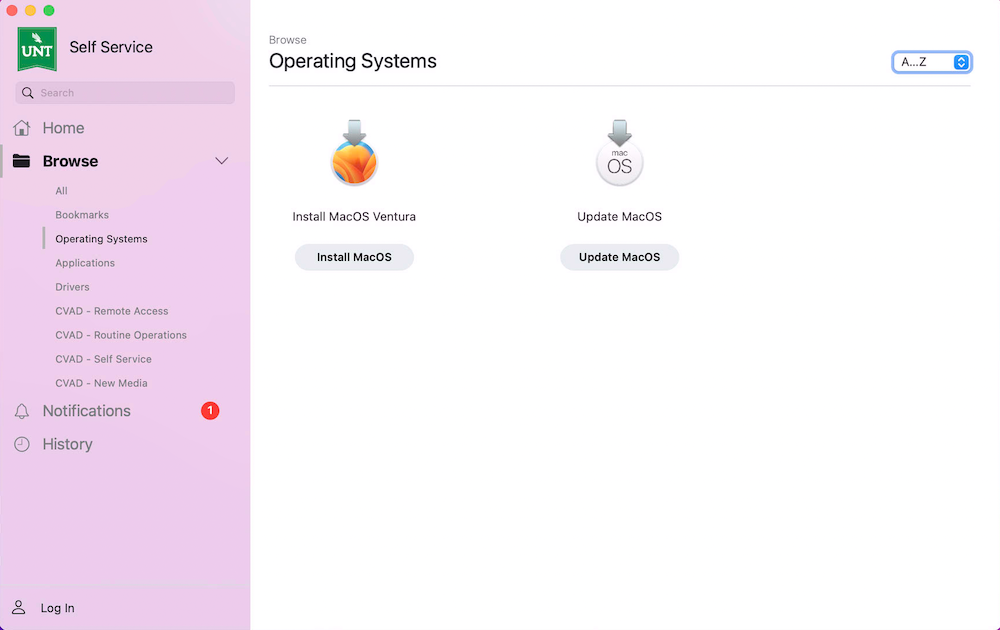 UNT
Self Service
Search
Home
Browse
All
Bookmarks
Operating Systems
Applications
Drivers
CVAD - Remote Access
CVAD - Routine Operations
CVAD - Self Service
CVAD - New Media
Notifications 1
History
Log In
Browse
Operating Systems
A...Z
Install MacOS Ventura
Install MacOS
mac
OS
Update MacOS
Update MacOS